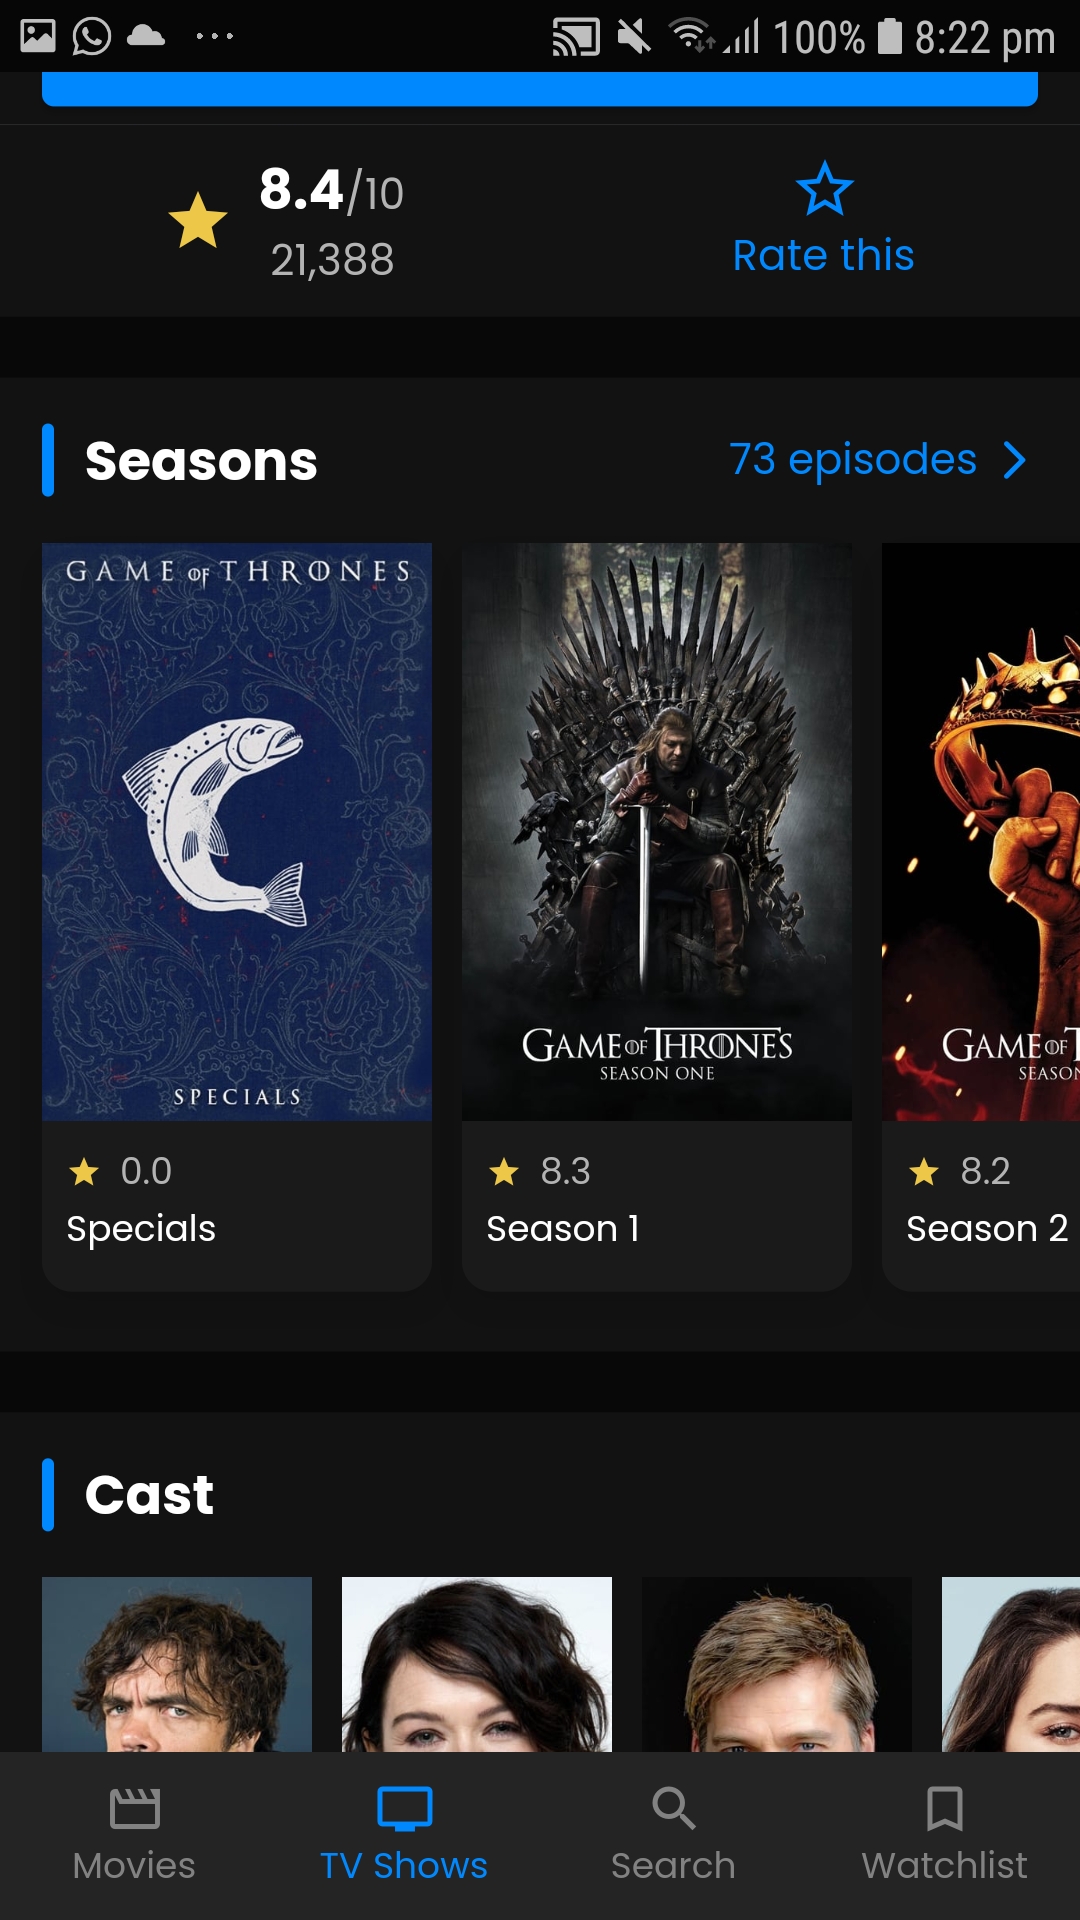 100% 8:22 pm
8.4/10
21,388
Rate this
Seasons
73 episodes
GAME OF THRONES
SPECIALS
GAME OF THRONES
SEASON ONE
GAME OF T
SEASON
0.0
Specials
8.3
Season 1
8.2
Season 2
Cast
Movies
TV Shows
Search
Watchlist